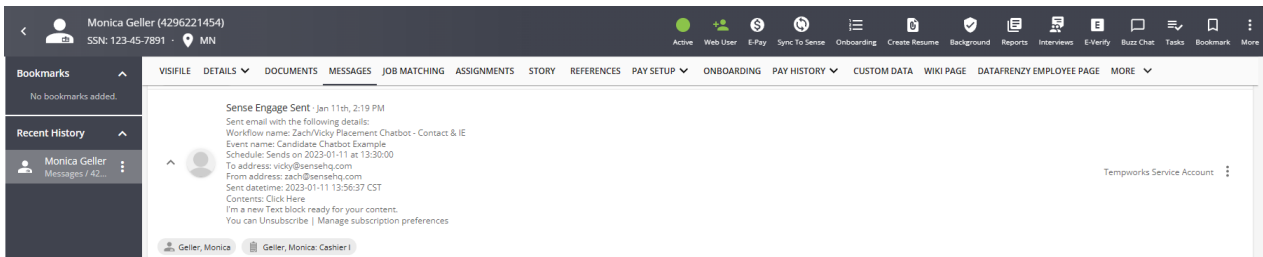 Monica Geller (4296221454)
SSN: 123-45-7891 · MN
Active Web User E-Pay Sync To Sense Onboarding Create Resume Background Reports Interviews E-Verify Buzz Chat Tasks Bookmark More
Bookmarks
No bookmarks added.
Recent History
Monica Geller
Messages / 42...
VISIFILE DETAILS DOCUMENTS MESSAGES JOB MATCHING ASSIGNMENTS STORY REFERENCES PAY SETUP ONBOARDING PAY HISTORY CUSTOM DATA WIKI PAGE DATAFRENZY EMPLOYEE PAGE MORE
Sense Engage Sent · Jan 11th, 2:19 PM
Sent email with the following details:
Workflow name: Zach/Vicky Placement Chatbot - Contact & IE
Event name: Candidate Chatbot Example
Schedule: Sends on 2023-01-11 at 13:30:00
To address: vicky@sensehq.com
From address: zach@sensehq.com
Sent datetime: 2023-01-11 13:56:37 CST
Contents: Click Here
I'm a new Text block ready for your content.
You can Unsubscribe | Manage subscription preferences
Tempworks Service Account
Geller, Monica
Geller, Monica: Cashier I